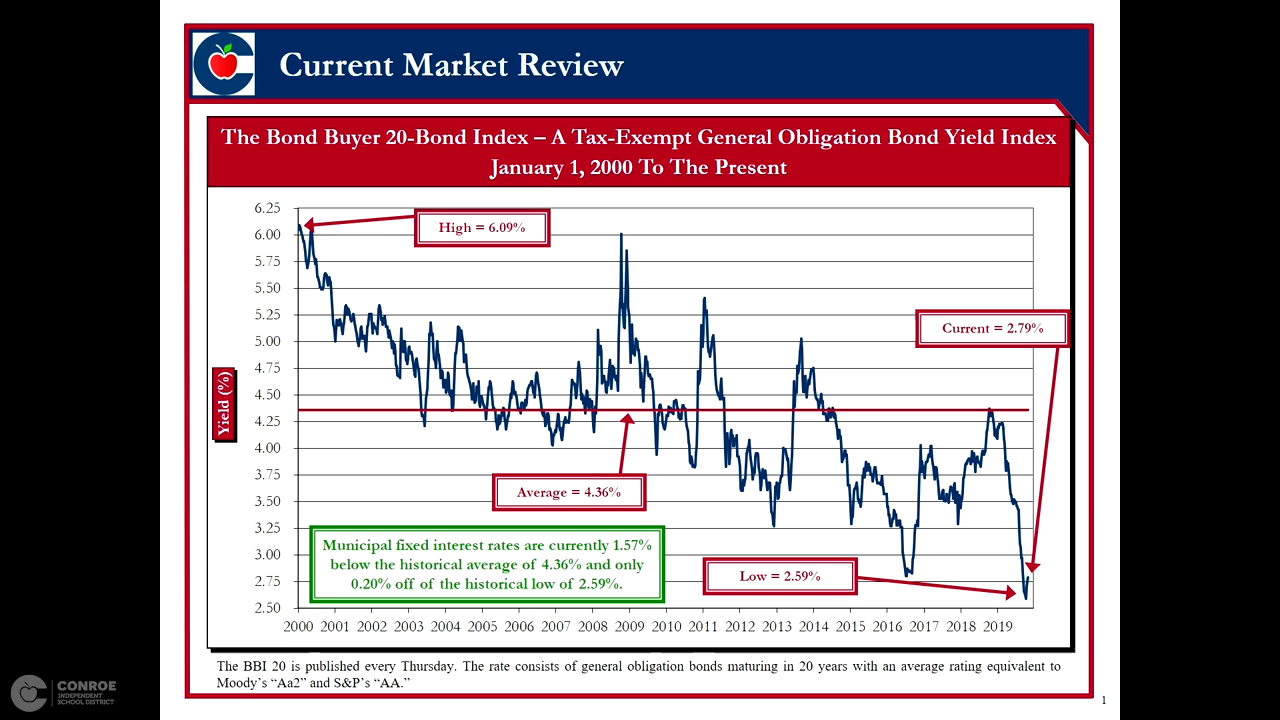 Current Market Review
The Bond Buyer 20-Bond Index – A Tax-Exempt General Obligation Bond Yield Index
January 1, 2000 To The Present
6.25
6.00
5.75
5.50
5.25
5.00
4.75
4.50
4.25
4.00
3.75
3.50
3.25
3.00
2.75
2.50
Yield (%)
High = 6.09%
Current = 2.79%
Average = 4.36%
Municipal fixed interest rates are currently 1.57%
below the historical average of 4.36% and only
0.20% off of the historical low of 2.59%.
Low = 2.59%
2000 2001 2002 2003 2004 2005 2006 2007 2008 2009 2010 2011 2012 2013 2014 2015 2016 2017 2018 2019
The BBI 20 is published every Thursday. The rate consists of general obligation bonds maturing in 20 years with an average rating equivalent to
Moody's “Aa2” and S&P's “AA.”
CONROE
INDEPENDENT
SCHOOL DISTRICT
1